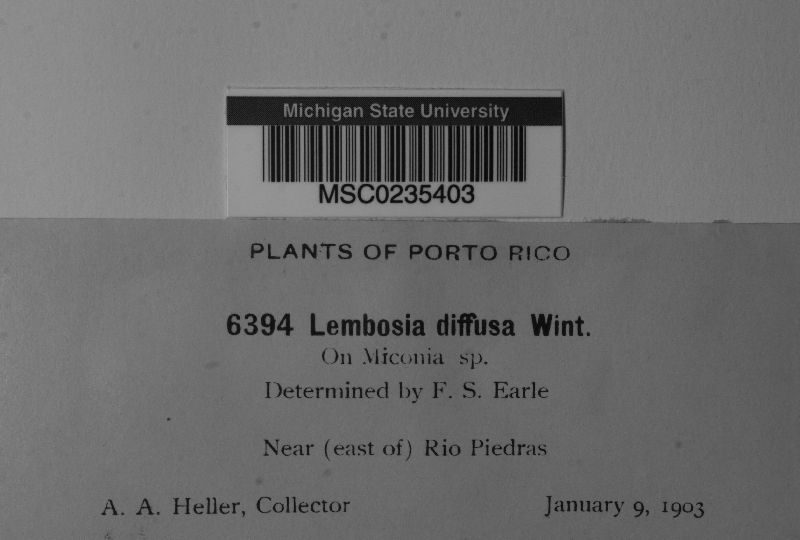 Michigan State University
MSC0235403
PLANTS OF PORTO RICO
6394 Lembosia diffusa Wint.
On Miconia sp.
Determined by F. S. Earle
Near (east of) Rio Piedras
A. A. Heller, Collector January 9, 1903